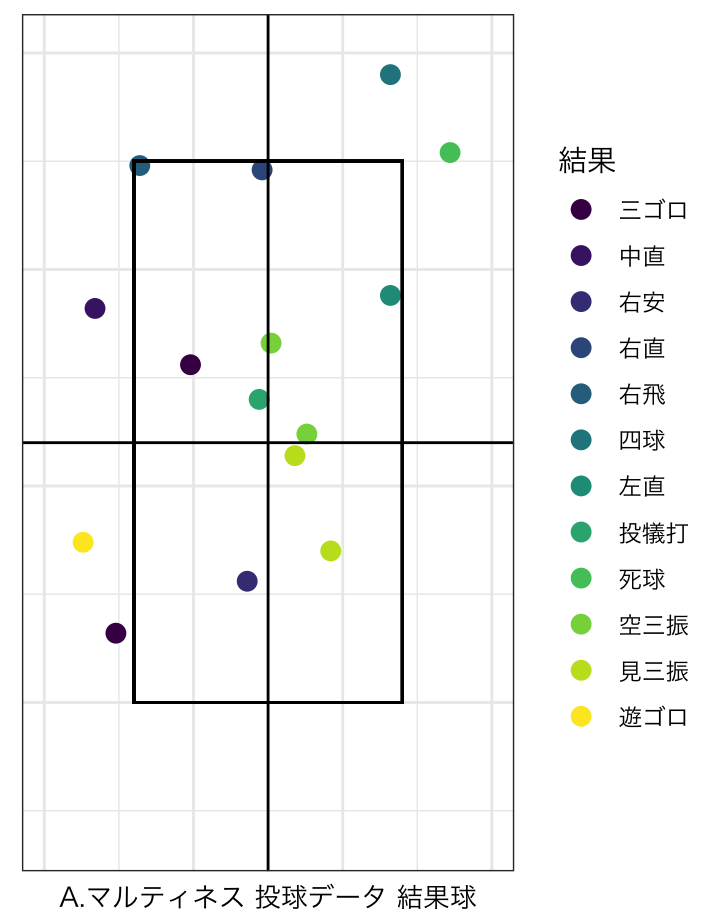 結果
三ゴロ
中直
右安
右直
右飛
四球
左直
投犠打
死球
空三振
見三振
遊ゴロ
A.マルティネス 投球データ 結果球